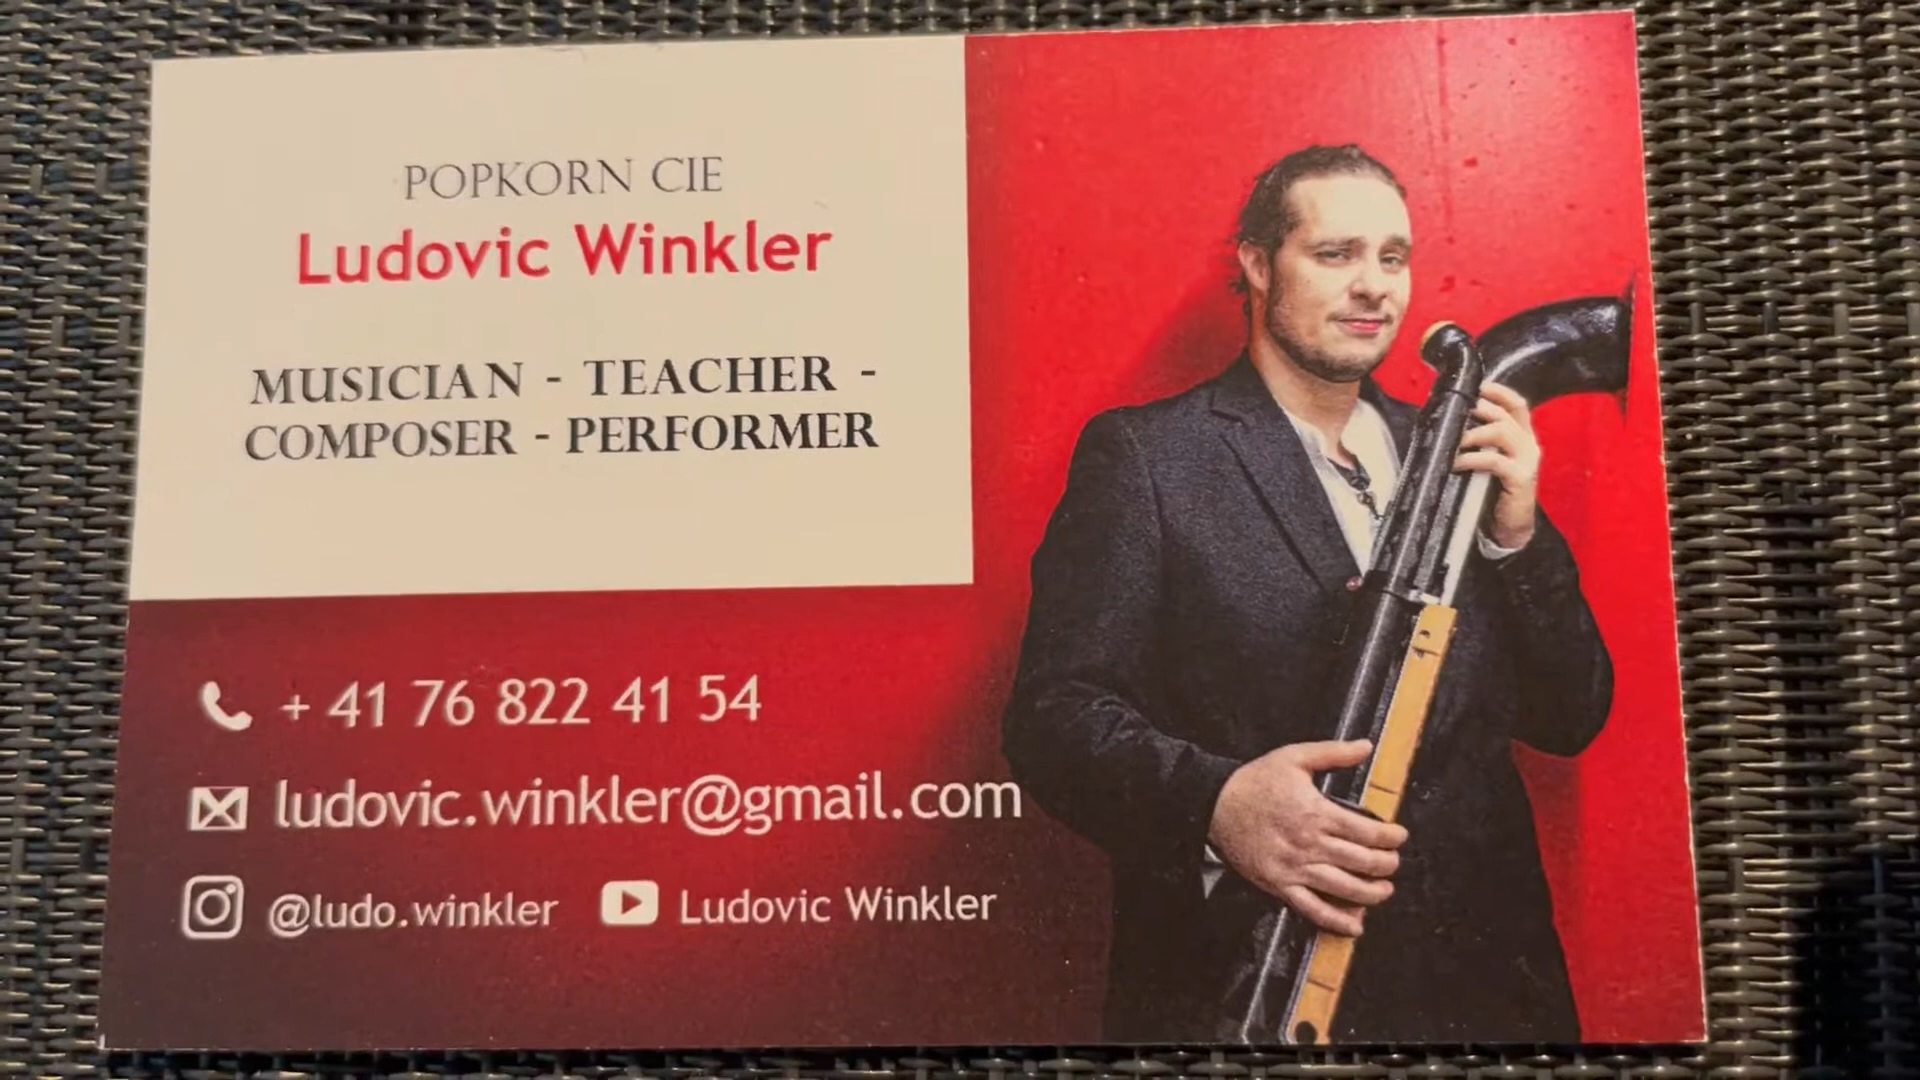 POPKORN CIE
Ludovic Winkler
MUSICIAN - TEACHER -
COMPOSER - PERFORMER
+ 41 76 822 41 54
ludovic.winkler@gmail.com
@ludo.winkler Ludovic Winkler